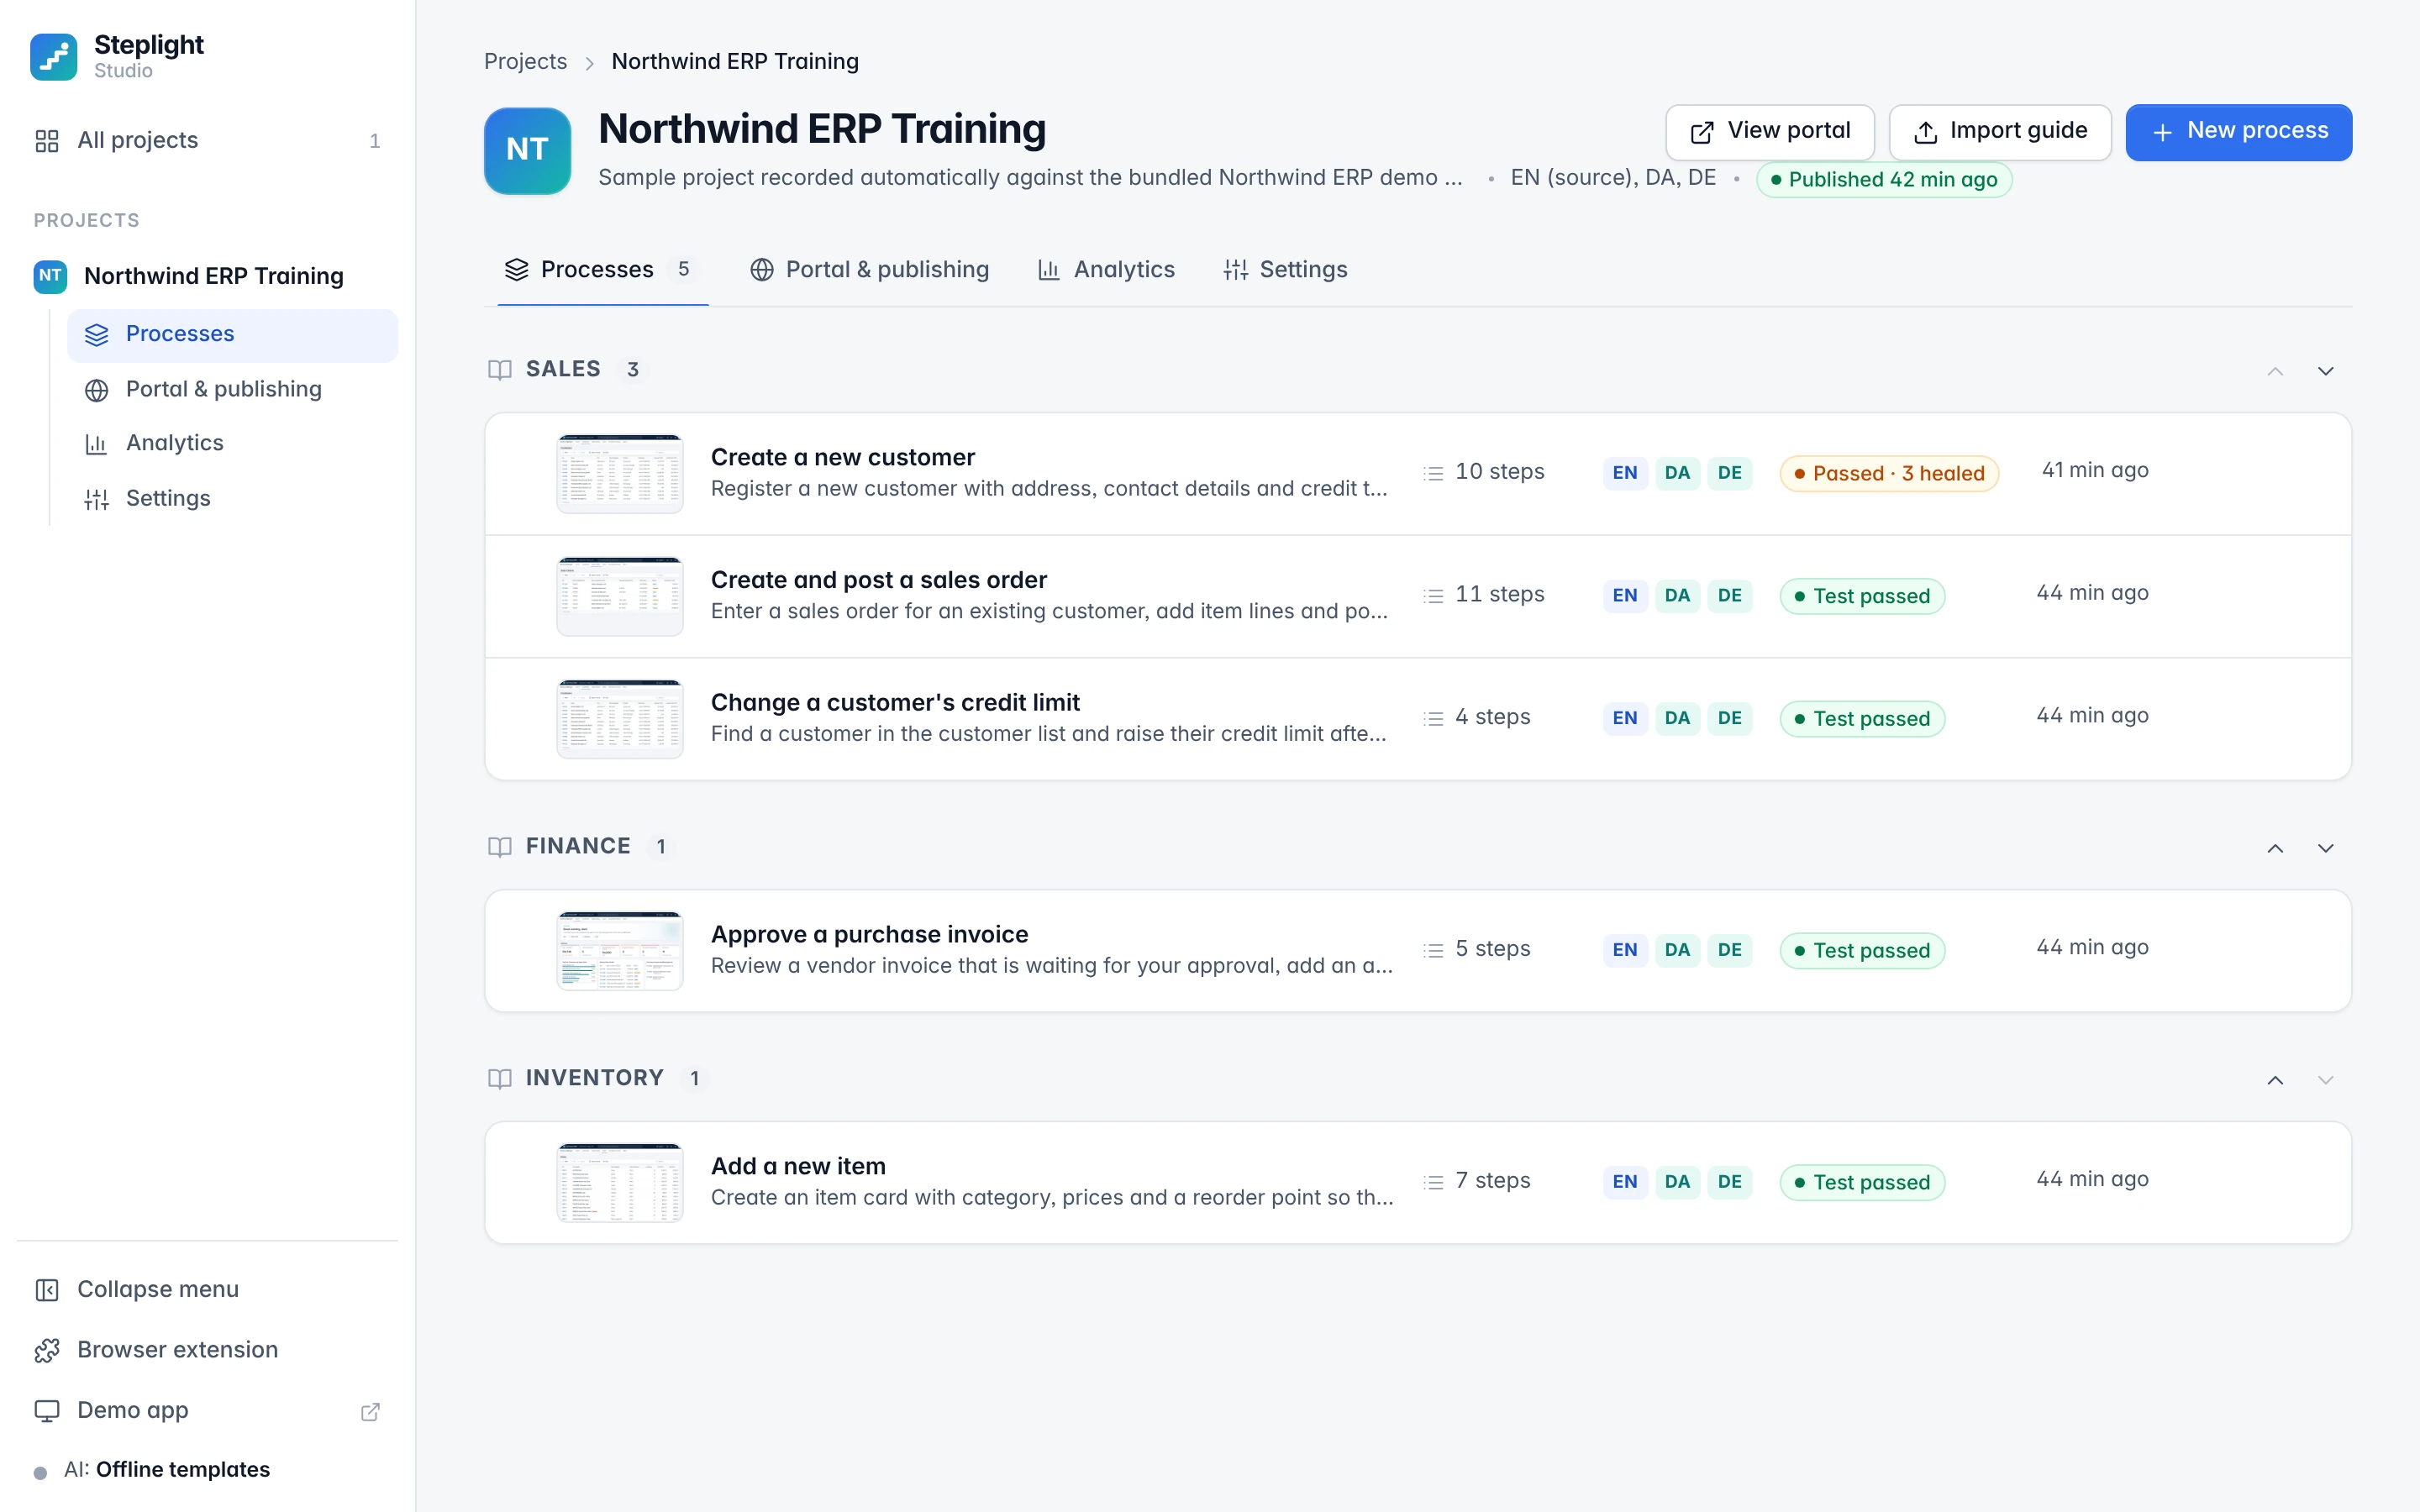 Steplight
Studio
All projects 1
PROJECTS
NT Northwind ERP Training
Processes
Portal & publishing
Analytics
Settings
Collapse menu
Browser extension
Demo app
AI: Offline templates
Projects > Northwind ERP Training
NT
Northwind ERP Training
View portal
Import guide
+ New process
Sample project recorded automatically against the bundled Northwind ERP demo ... • EN (source), DA, DE • Published 42 min ago
Processes 5 Portal & publishing Analytics Settings
SALES 3
Create a new customer
Register a new customer with address, contact details and credit t...
10 steps EN DA DE Passed · 3 healed 41 min ago
Create and post a sales order
Enter a sales order for an existing customer, add item lines and po...
11 steps EN DA DE Test passed 44 min ago
Change a customer's credit limit
Find a customer in the customer list and raise their credit limit afte...
4 steps EN DA DE Test passed 44 min ago
FINANCE 1
Approve a purchase invoice
Review a vendor invoice that is waiting for your approval, add an a...
5 steps EN DA DE Test passed 44 min ago
INVENTORY 1
Add a new item
Create an item card with category, prices and a reorder point so th...
7 steps EN DA DE Test passed 44 min ago